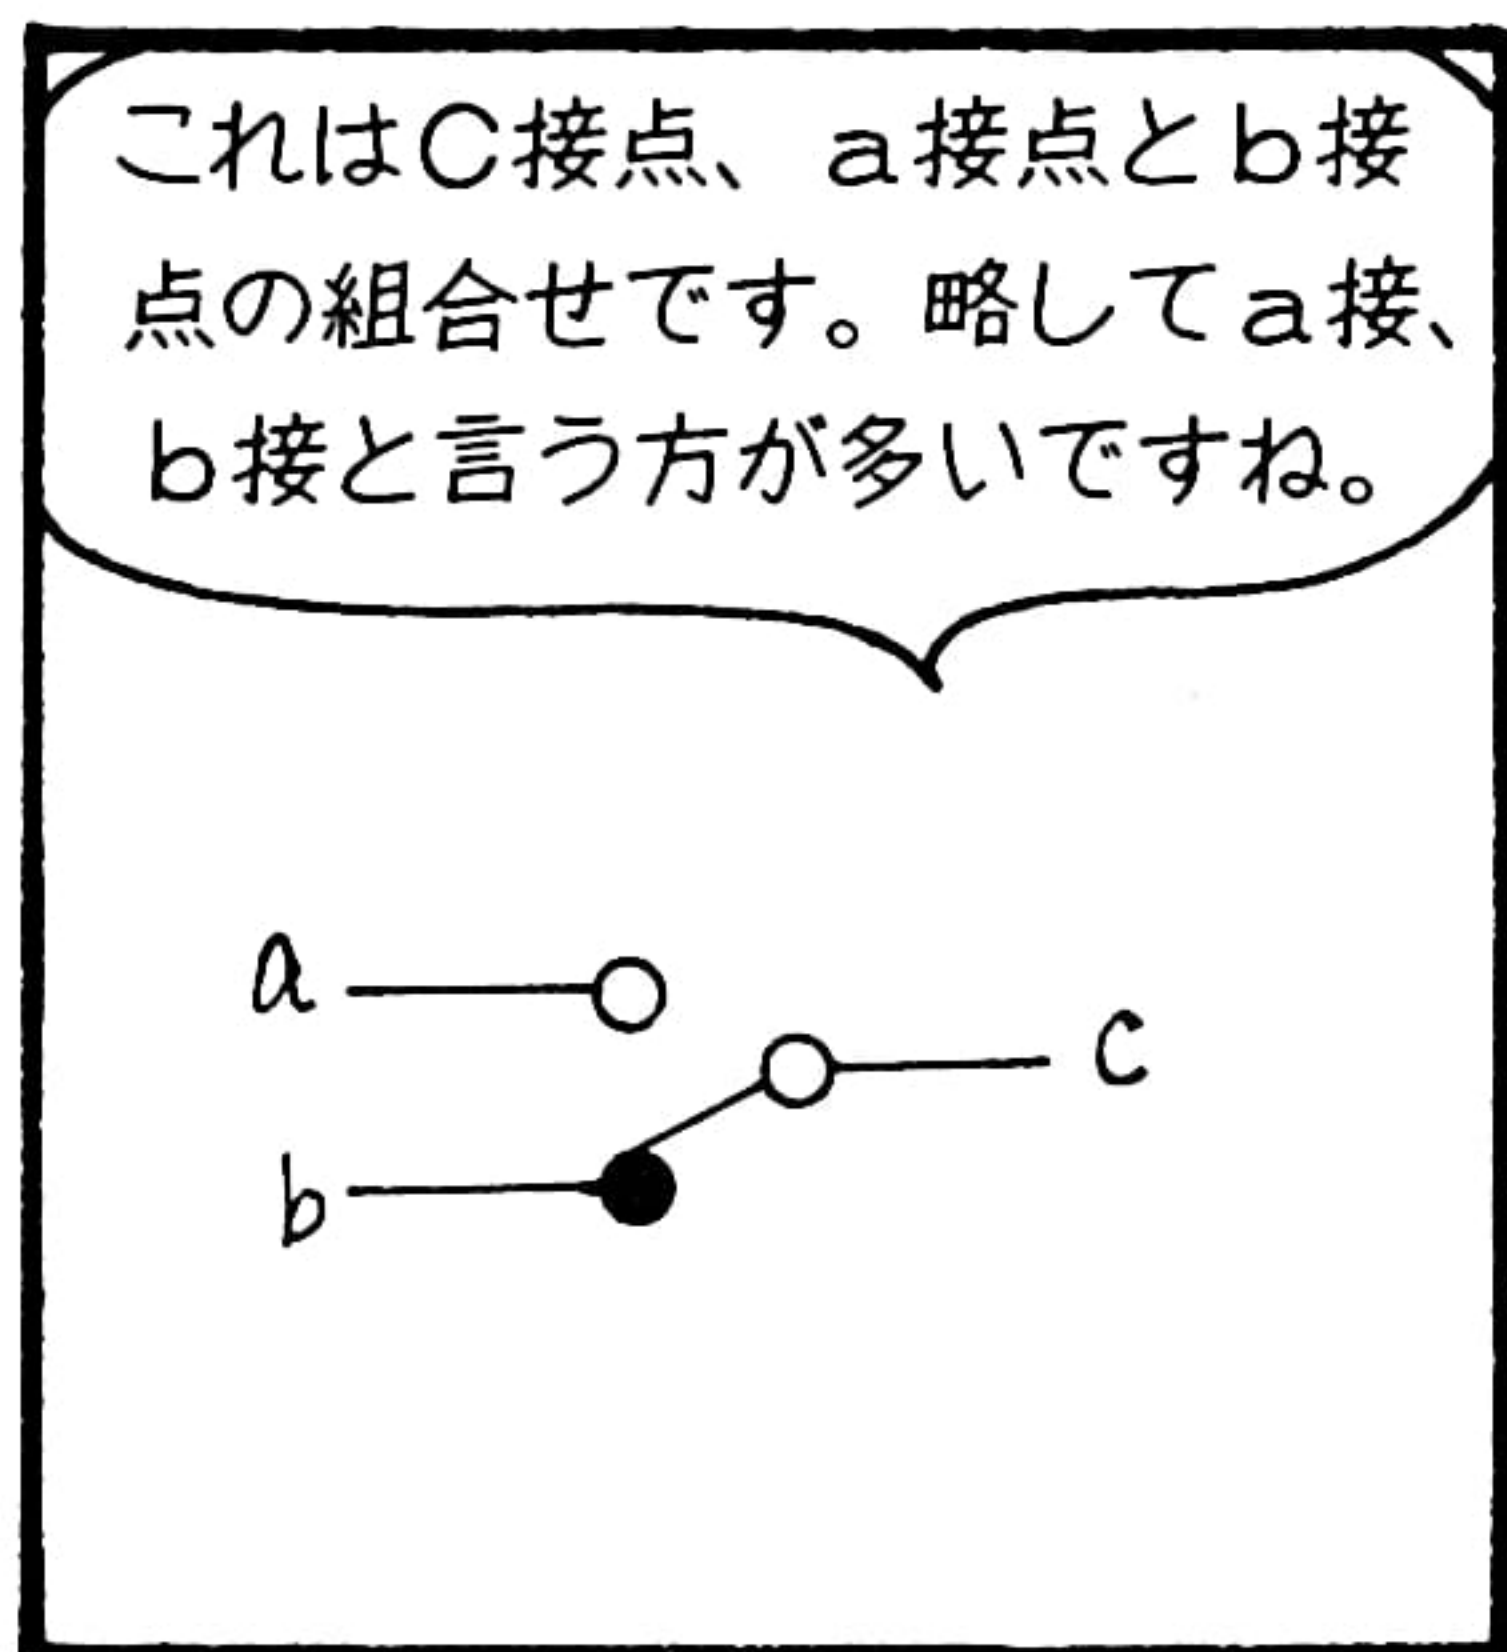 これはC接点、a接点とb接
点の組合せです。略してa接、
b接と言う方が多いですね。
a
c
b